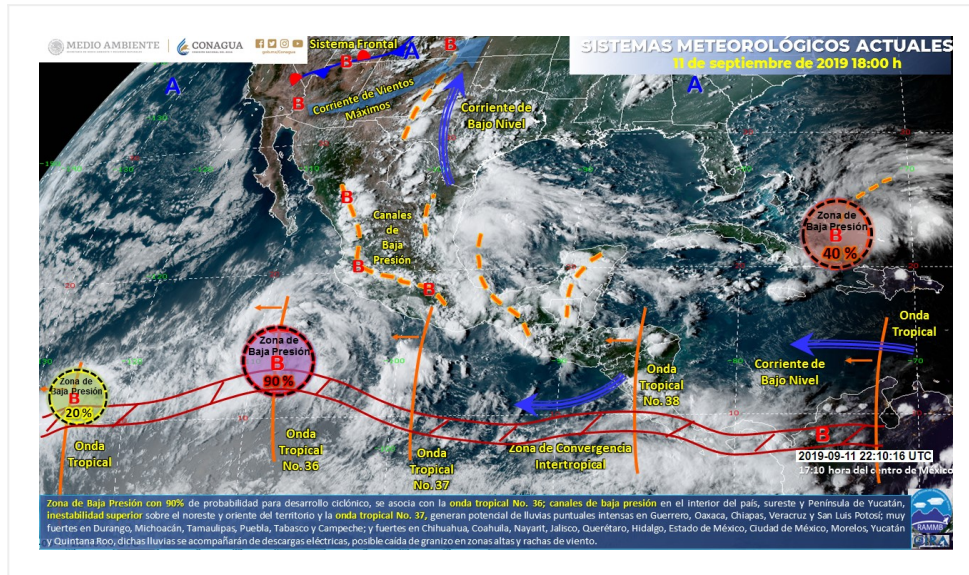 MEDIO AMBIENTE
CONAGUA
SISTEMAS METEOROLÓGICOS ACTUALES
11 de septiembre de 2019 18:00 h
Sistema Frontal
A
B
B
A
A
B
Corriente de Vientos
Máximos
Corriente de
Bajo Nivel
B
Canales
de
Baja
Presión
B
B
Zona de
Baja Presión
B
40 %
Onda
Tropical
Zona de
Baja Presión
B
90 %
Zona de
Baja Presión
B
20 %
Corriente de
Bajo Nivel
Onda
Tropical
No. 38
Onda
Tropical
Onda
Tropical
No. 36
Onda
Tropical
No. 37
Zona de Convergencia
Intertropical
B
2019-09-11 22:10:16 UTC
17:10 hora del centro de México
Zona de Baja Presión con 90% de probabilidad para desarrollo ciclónico, se asocia con la onda tropical No. 36; canales de baja presión en el interior del país, sureste y Península de Yucatán,
inestabilidad superior sobre el noreste y oriente del territorio y la onda tropical No. 37, generan potencial de lluvias puntuales intensas en Guerrero, Oaxaca, Chiapas, Veracruz y San Luis Potosí; muy
fuertes en Durango, Michoacán, Tamaulipas, Puebla, Tabasco y Campeche; y fuertes en Chihuahua, Coahuila, Nayarit, Jalisco, Querétaro, Hidalgo, Estado de México, Ciudad de México, Morelos, Yucatán
y Quintana Roo, dichas lluvias se acompañarán de descargas eléctricas, posible caída de granizo en zonas altas y rachas de viento.
RAMMB
CIRA